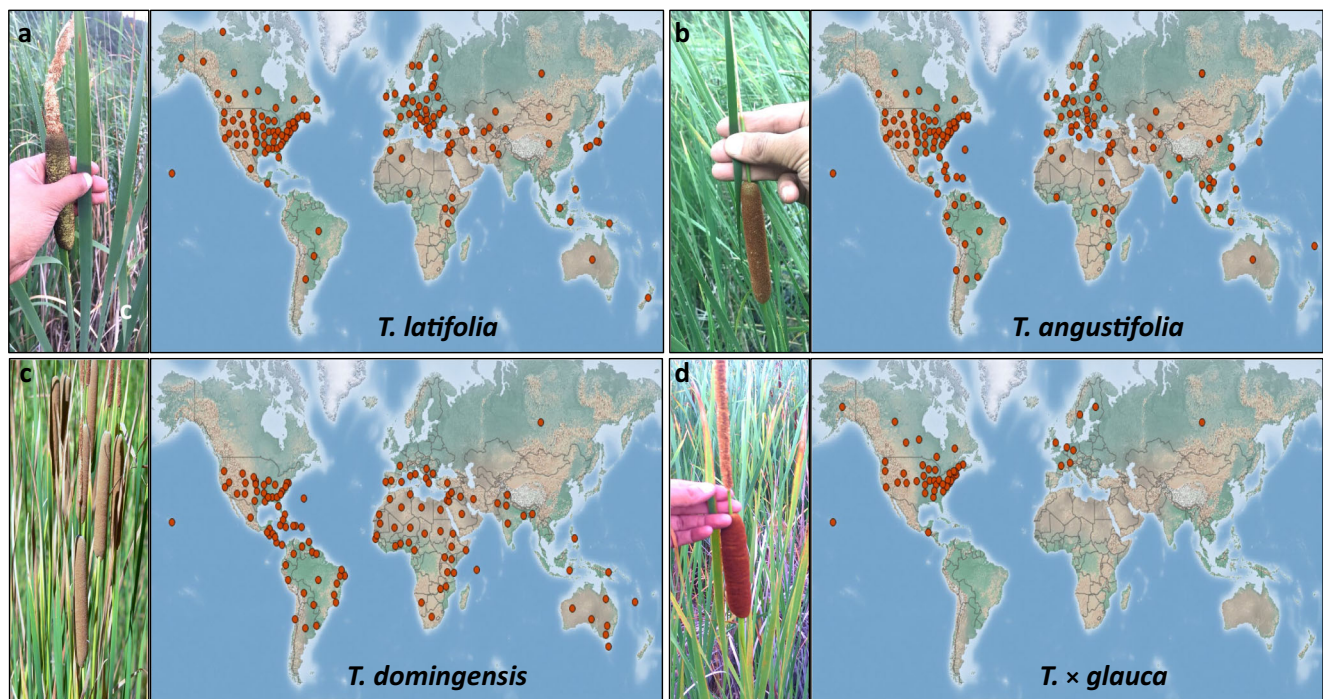 a
c
T. latifolia
b
T. angustifolia
c
T. domingensis
d
T. × glauca